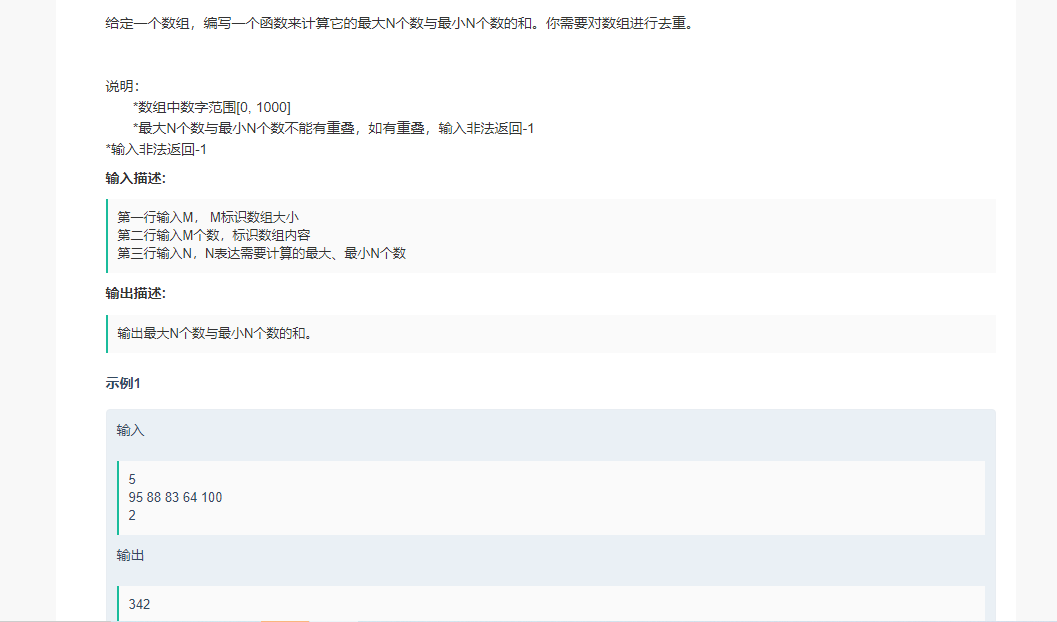 给定一个数组，编写一个函数来计算它的最大N个数与最小N个数的和。你需要对数组进行去重。
说明：
*数组中数字范围[0, 1000]
*最大N个数与最小N个数不能有重叠，如有重叠，输入非法返回-1
*输入非法返回-1
输入描述:
第一行输入M， M标识数组大小
第二行输入M个数，标识数组内容
第三行输入N，N表达需要计算的最大、最小N个数
输出描述:
输出最大N个数与最小N个数的和。
示例1
输入
5
95 88 83 64 100
2
输出
342